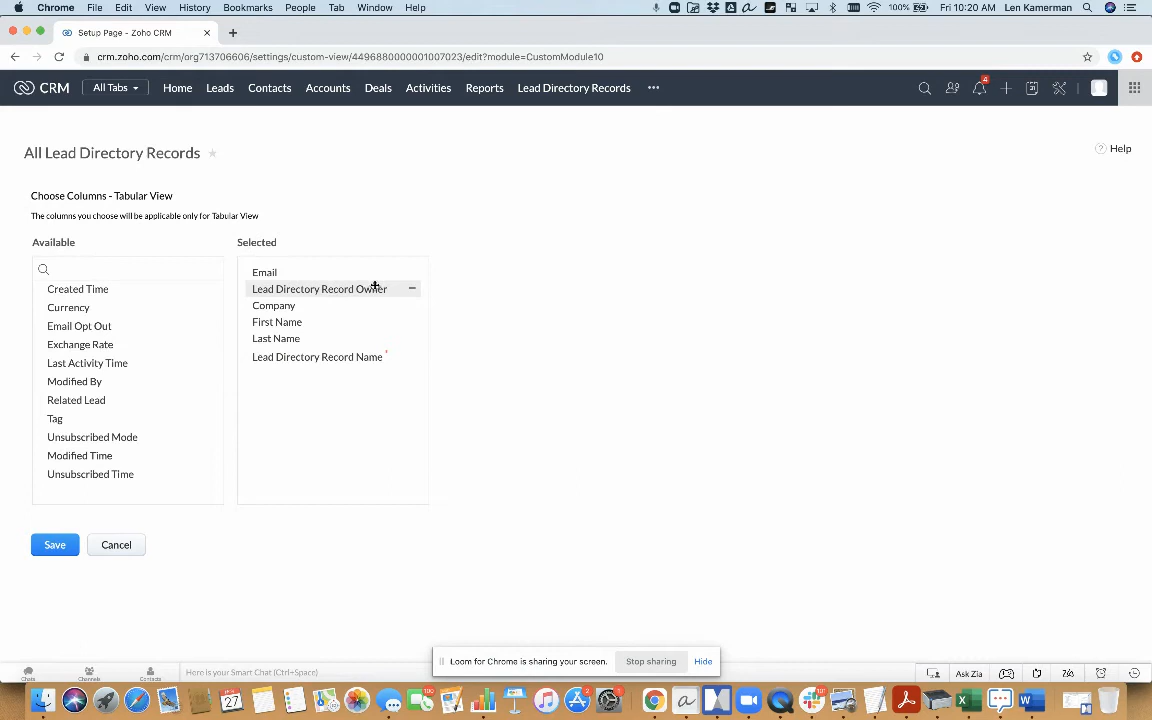 Chrome File Edit View History Bookmarks People Tab Window Help 100% Fri 10:20 AM Len Kamerman
Setup Page - Zoho CRM
crm.zoho.com/crm/org713706606/settings/custom-view/4496880000001007023/edit?module=CustomModule10
CRM All Tabs Home Leads Contacts Accounts Deals Activities Reports Lead Directory Records 4
All Lead Directory Records
Help
Choose Columns - Tabular View
The columns you choose will be applicable only for Tabular View
Available
Selected
Created Time
Currency
Email Opt Out
Exchange Rate
Last Activity Time
Modified By
Related Lead
Tag
Unsubscribed Mode
Modified Time
Unsubscribed Time
Email
Lead Directory Record Owner
Company
First Name
Last Name
Lead Directory Record Name *
Save Cancel
Loom for Chrome is sharing your screen. Stop sharing Hide
Chats Channels Contacts Here is your Smart Chat (Ctrl+Space) Ask Zia